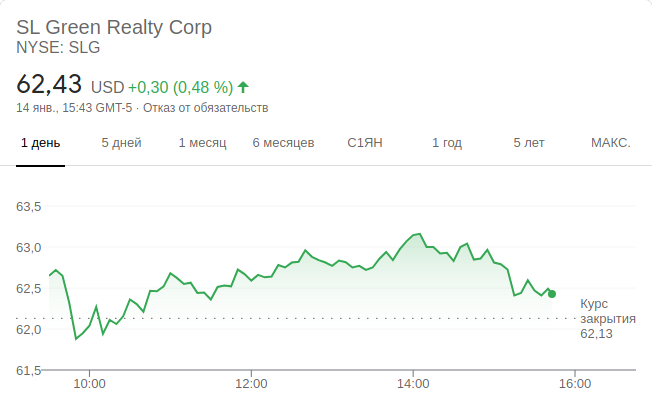 SL Green Realty Corp
NYSE: SLG
62,43 USD +0,30 (0,48 %)
14 янв., 15:43 GMT-5 · Отказ от обязательств
1 день 5 дней 1 месяц 6 месяцев С1ЯН 1 год 5 лет МАКС.
63,5
63,0
62,5
Курс
закрытия
62,13
62,0
61,5
10:00 12:00 14:00 16:00